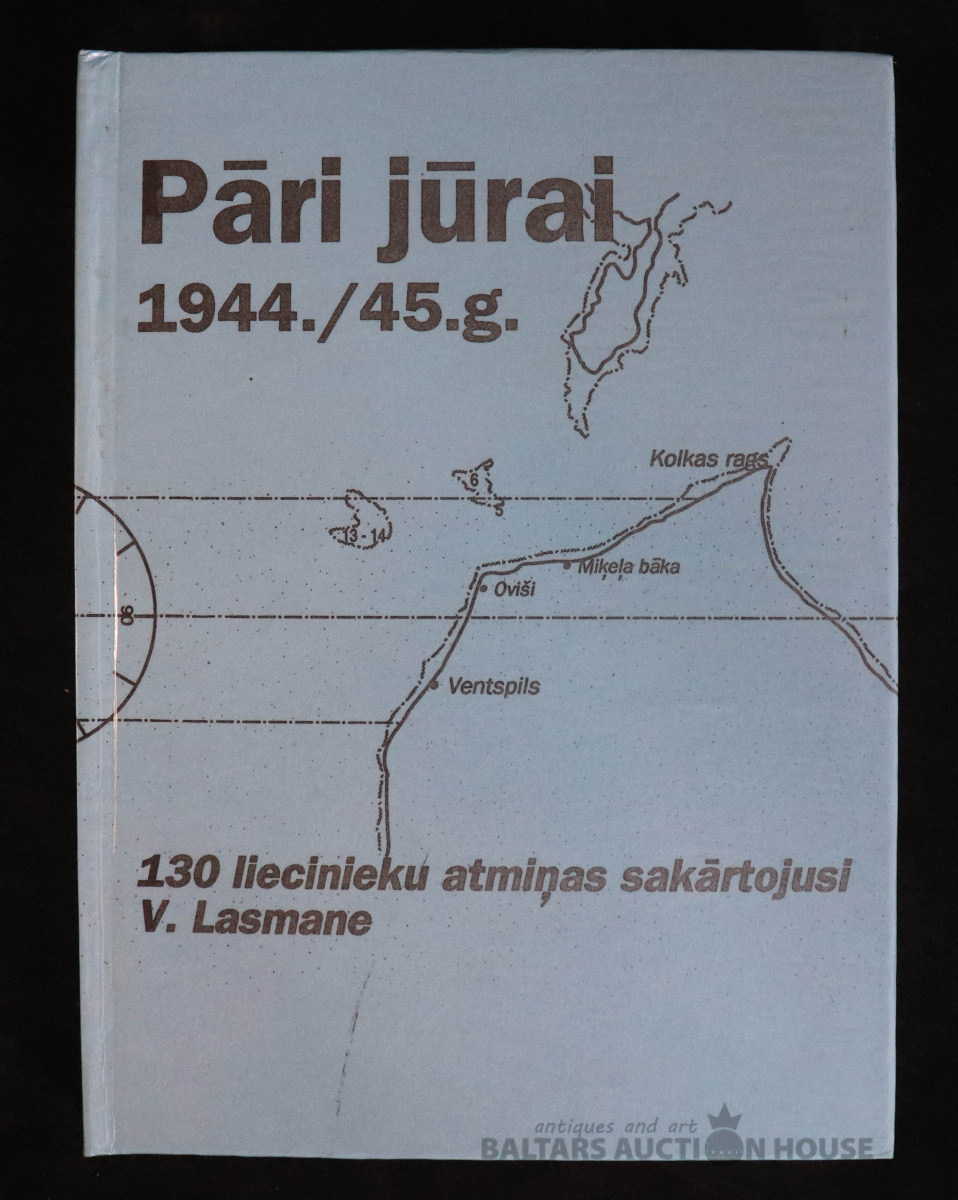 Pāri jūrai
1944./45.g.
Kolkas rags
6
5
13 - 14
Miķeļa bāka
Oviši
90
Ventspils
130 liecinieku atmiņas sakārtojusi
V. Lasmane
antiques and art
BALTARS AUCTION HOUSE